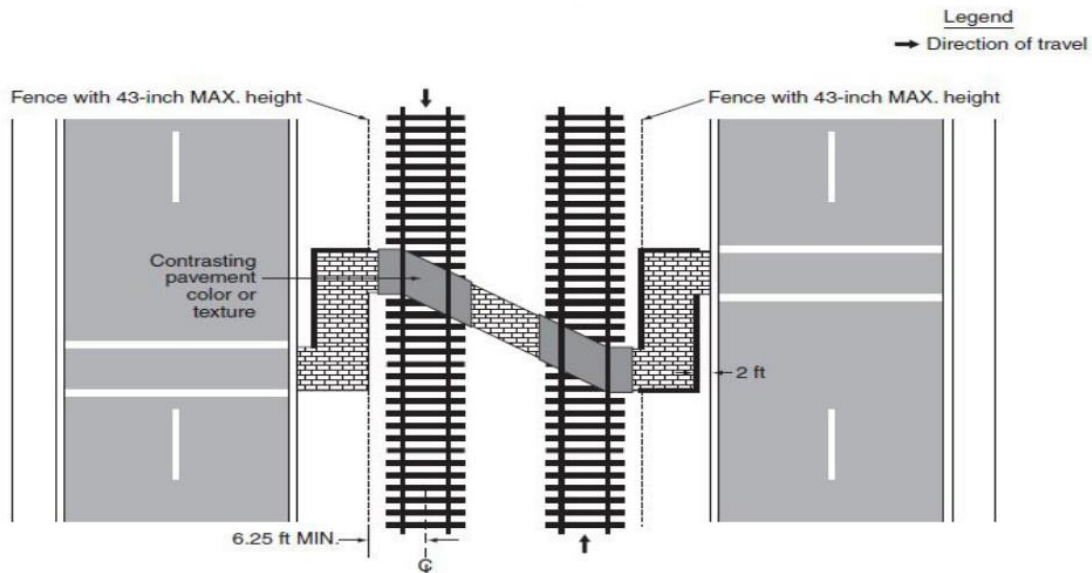 Legend
Direction of travel
Fence with 43-inch MAX. height
Fence with 43-inch MAX. height
Contrasting
pavement
color or
texture
2 ft
6.25 ft MIN.
℄